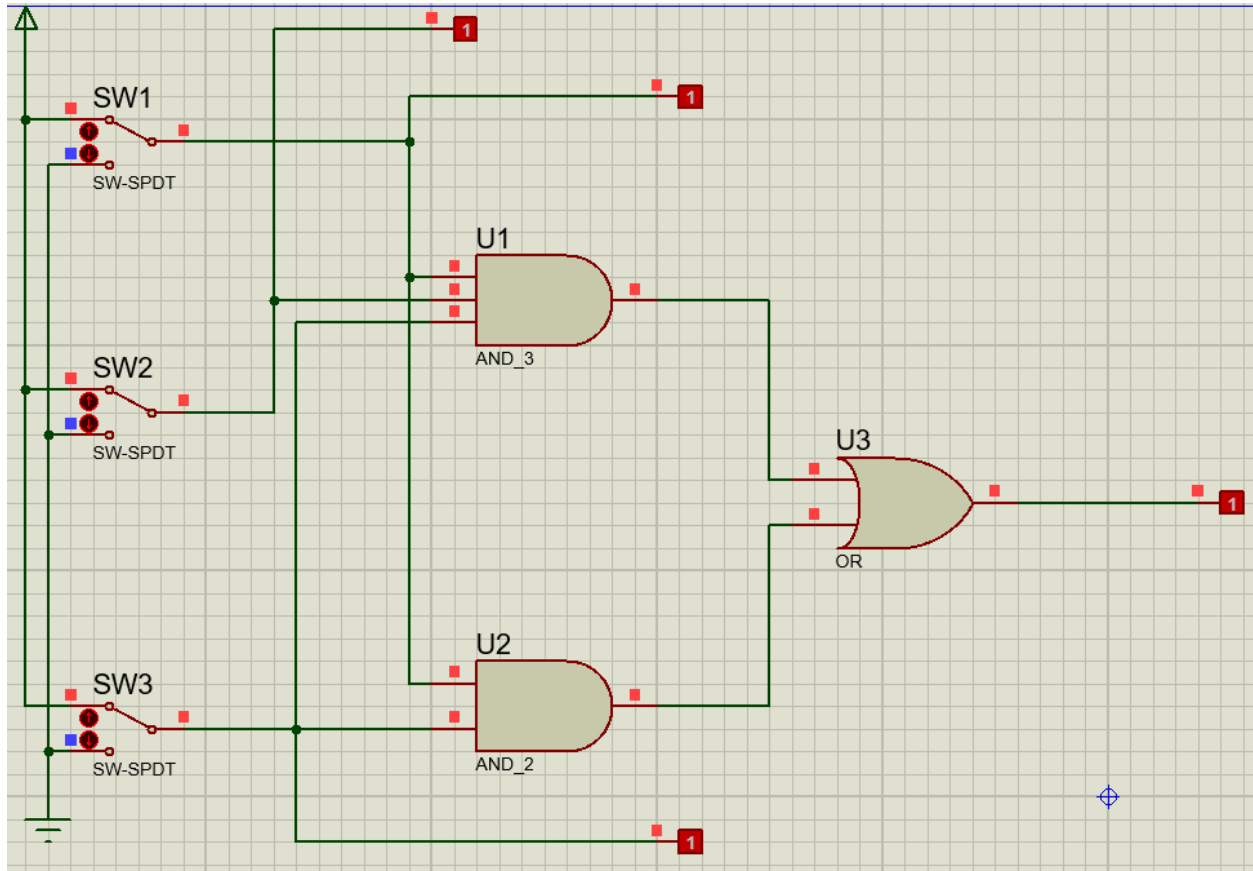 1
1
SW1
SW-SPDT
U1
AND_3
SW2
SW-SPDT
U3
OR
1
U2
AND_2
SW3
SW-SPDT
1